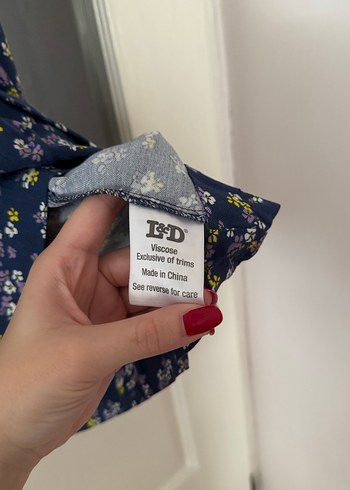 L&D®
Viscose
Exclusive of trims
Made in China
See reverse for care